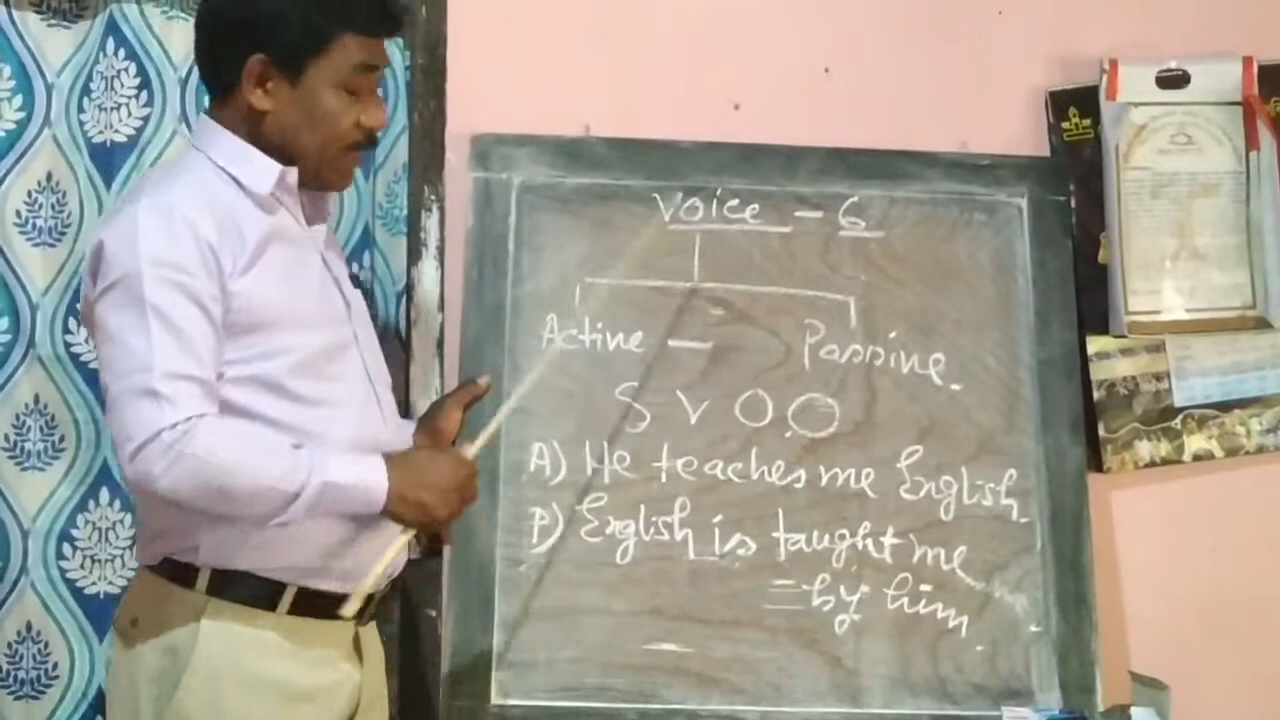 Voice - 6
Active - Passive.
S V O O
A) He teaches me English.
P) English is taught me
= by him.